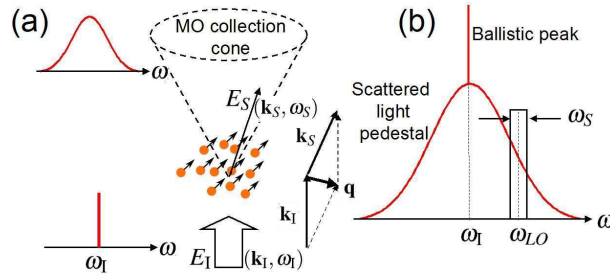 (a)
MO collection
cone
ω
E_S (k_S, ω_S)
k_S
q
k_I
ω_I
ω
E_I (k_I, ω_I)
(b)
Ballistic peak
Scattered
light
pedestal
ω_S
ω_I
ω_LO
ω